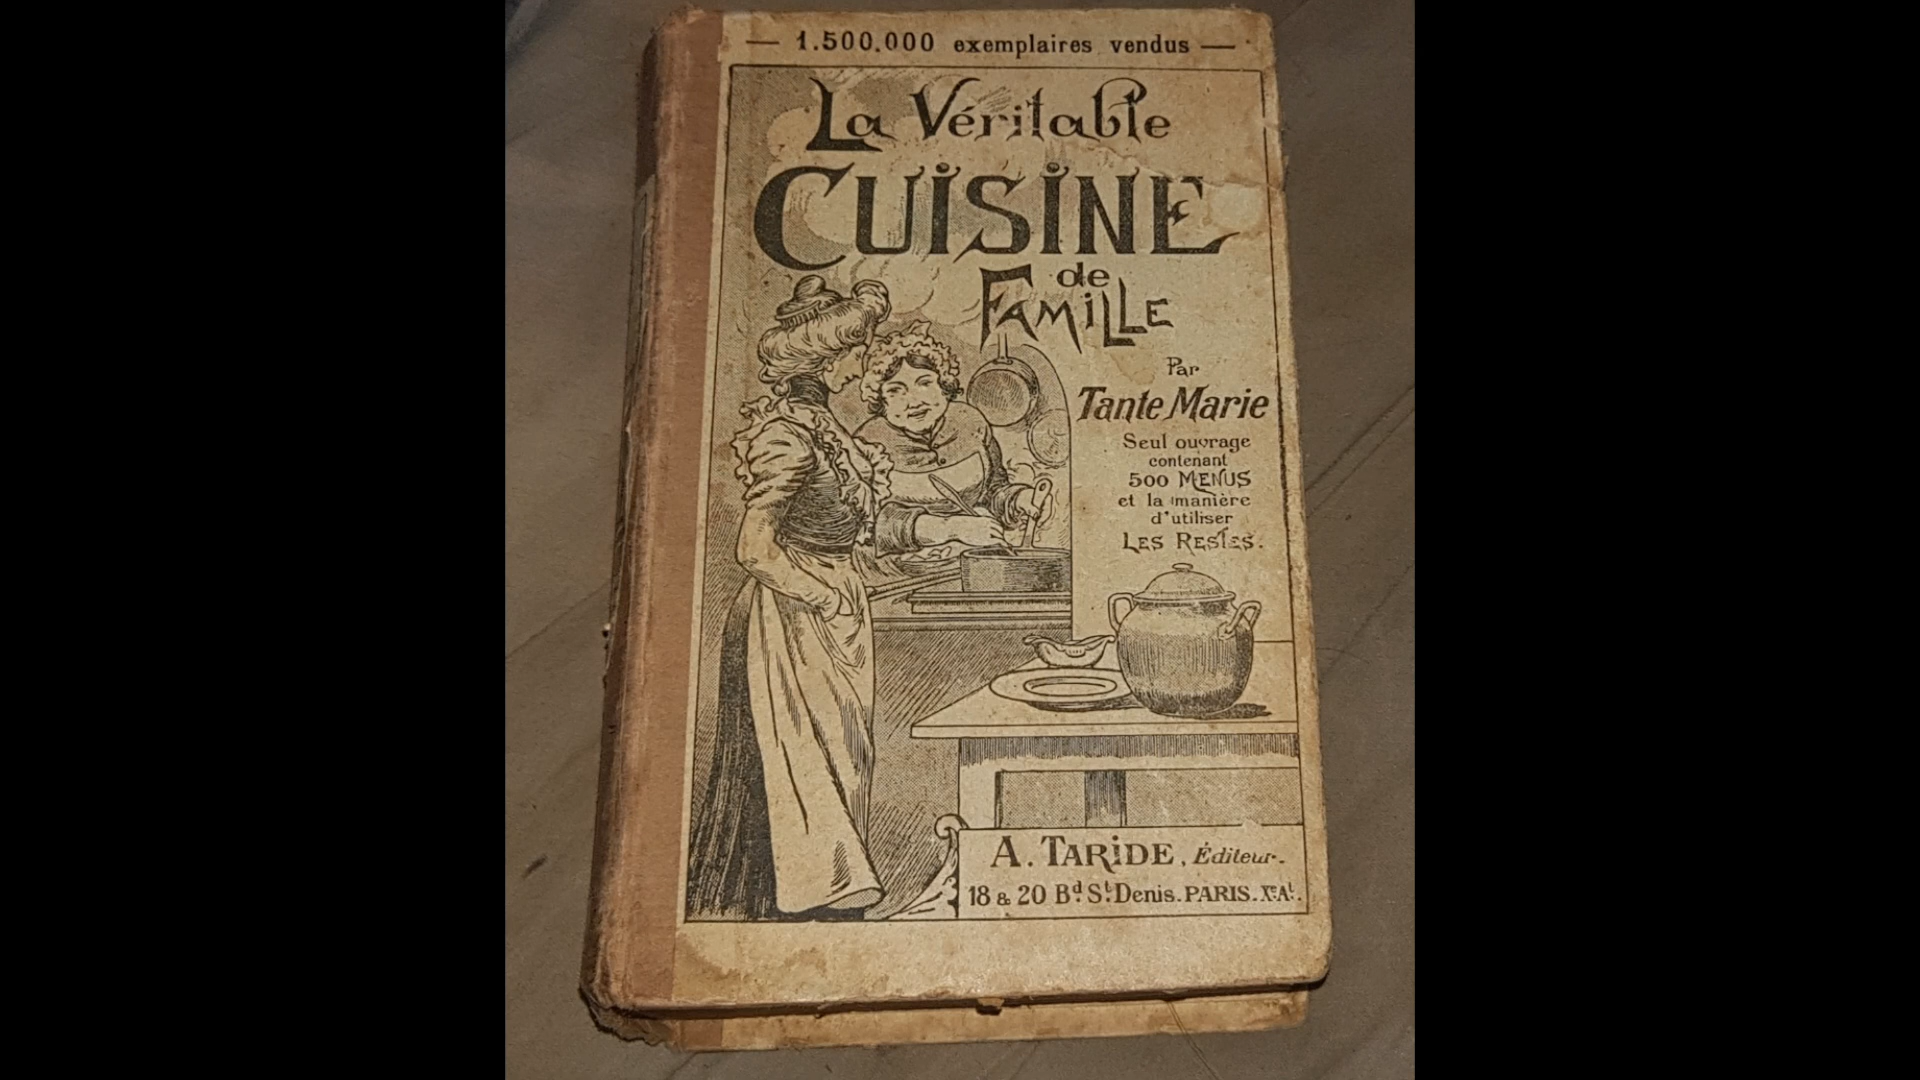 — 1.500.000 exemplaires vendus —
La Véritable
CUISINE
de
FAMILLE
Par
Tante Marie
Seul ouvrage
contenant
500 MENUS
et la manière
d'utiliser
LES RESTES.
A. TARIDE, Éditeur.
18 & 20 Bd. St. Denis. PARIS. Xe At.